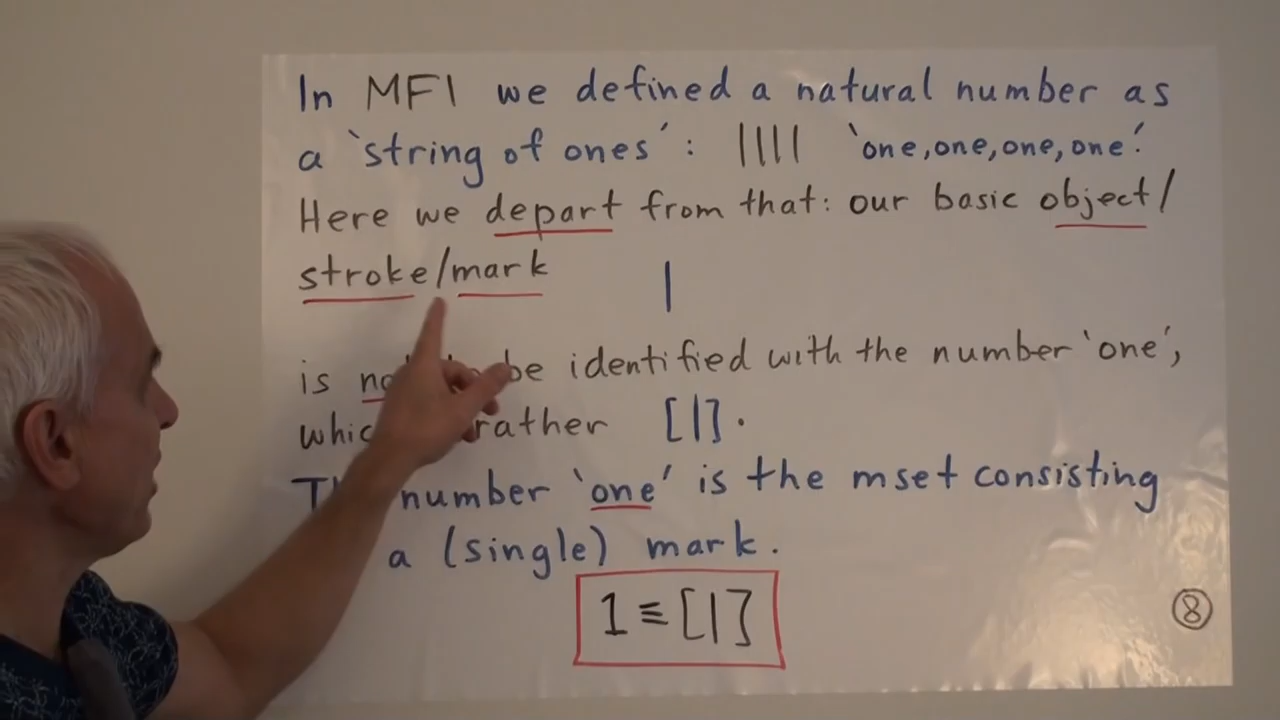 In MF1 we defined a natural number as
a 'string of ones' : |||| 'one, one, one, one'.
Here we depart from that: our basic object/
stroke/mark |
is be identified with the number 'one',
rather [|].
number 'one' is the mset consisting
a (single) mark.
1 ≡ [|]
8